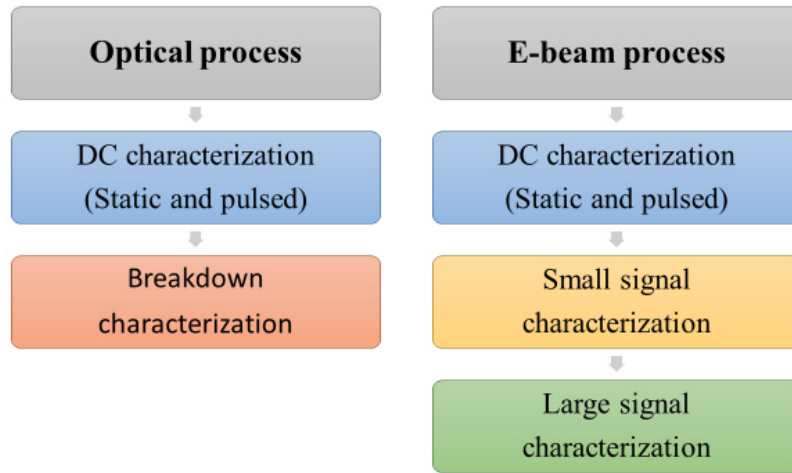 Optical process
DC characterization
(Static and pulsed)
Breakdown
characterization
E-beam process
DC characterization
(Static and pulsed)
Small signal
characterization
Large signal
characterization